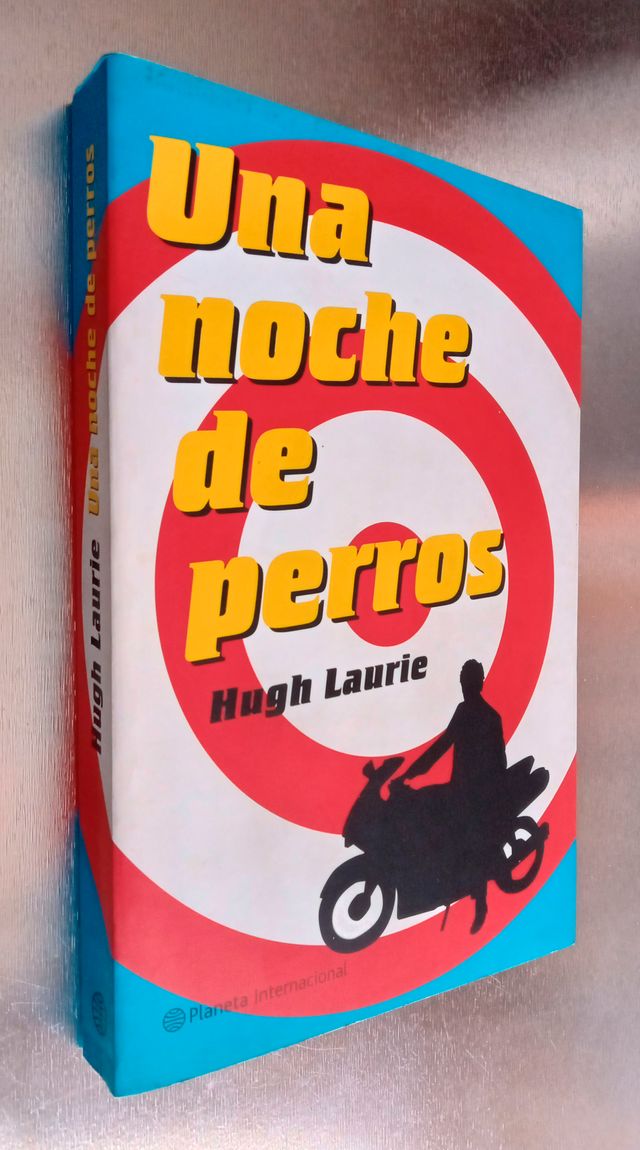 Una
noche
de
perros
Hugh Laurie
Planeta Internacional
Hugh Laurie Una noche de perros